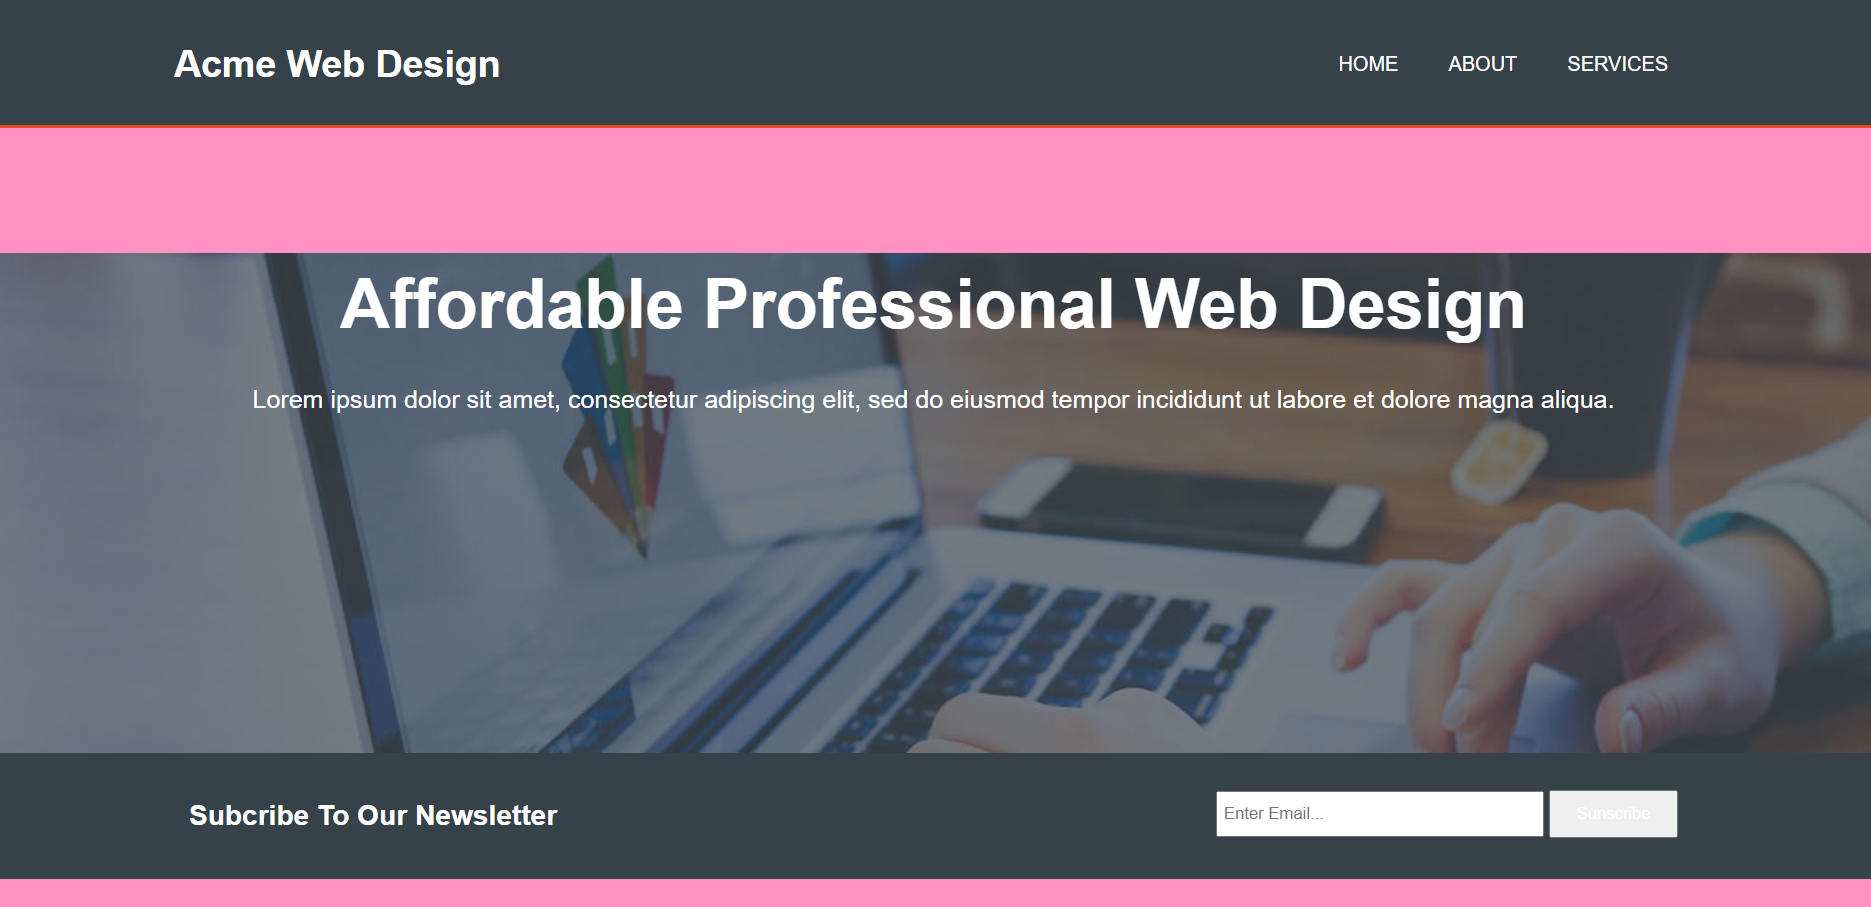 Acme Web Design
HOME ABOUT SERVICES
Affordable Professional Web Design
Lorem ipsum dolor sit amet, consectetur adipiscing elit, sed do eiusmod tempor incididunt ut labore et dolore magna aliqua.
Subcribe To Our Newsletter
Enter Email... Sunscribe